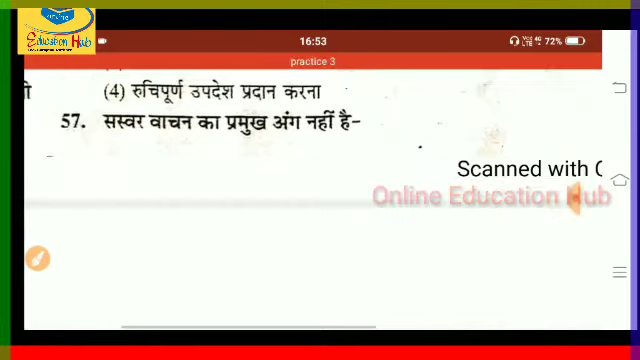 online
Education Hub
16:53
72%
practice 3
(4) रुचिपूर्ण उपदेश प्रदान करना
57. सस्वर वाचन का प्रमुख अंग नहीं है-
Scanned with C
Online Education Hub